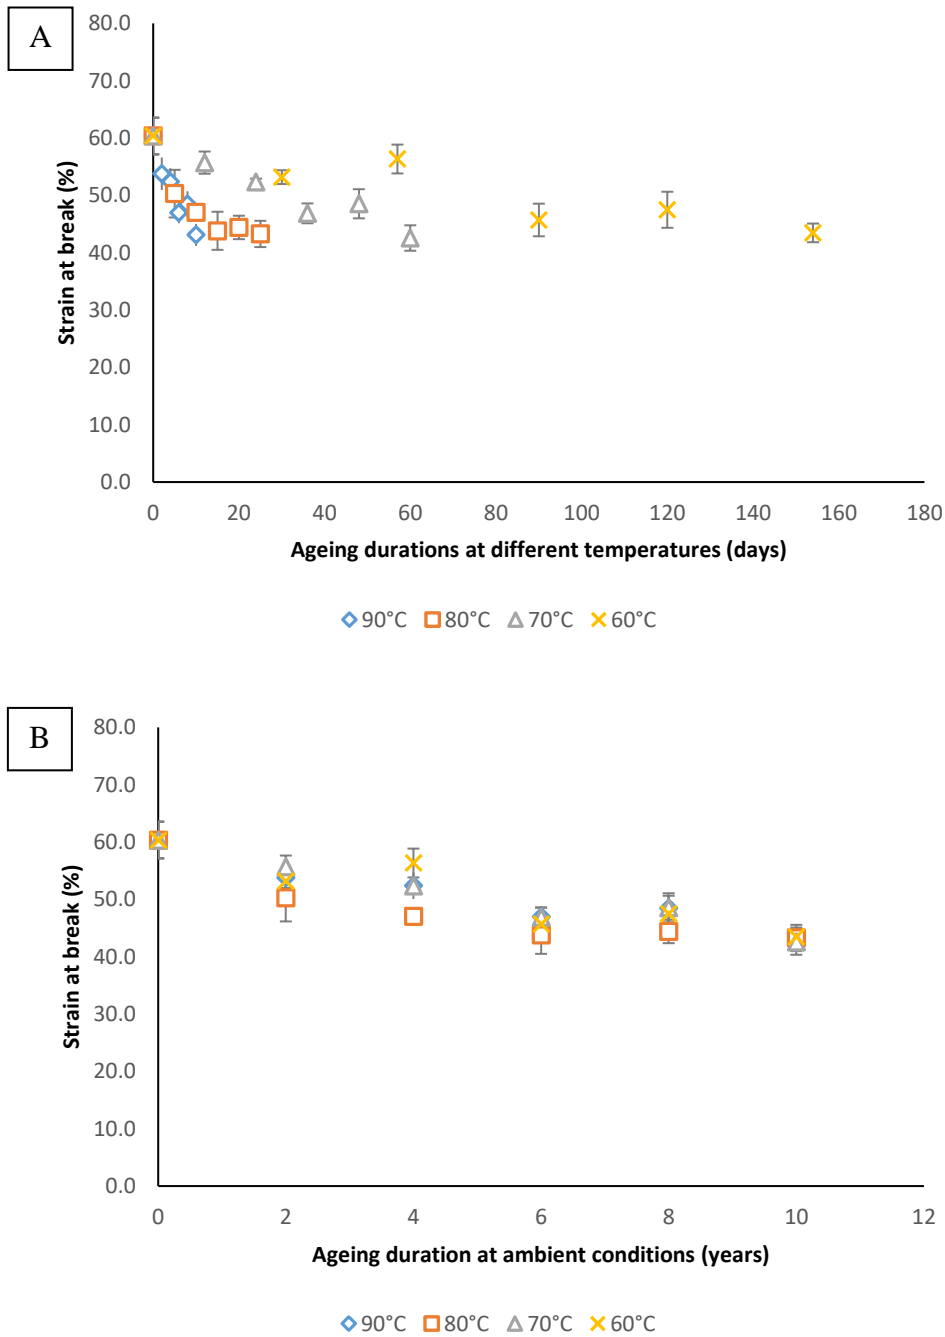 A
80.0
70.0
60.0
50.0
40.0
30.0
20.0
10.0
0.0
Strain at break (%)
0 20 40 60 80 100 120 140 160 180
Ageing durations at different temperatures (days)
90°C 80°C 70°C 60°C
B
80.0
70.0
60.0
50.0
40.0
30.0
20.0
10.0
0.0
Strain at break (%)
0 2 4 6 8 10 12
Ageing duration at ambient conditions (years)
90°C 80°C 70°C 60°C